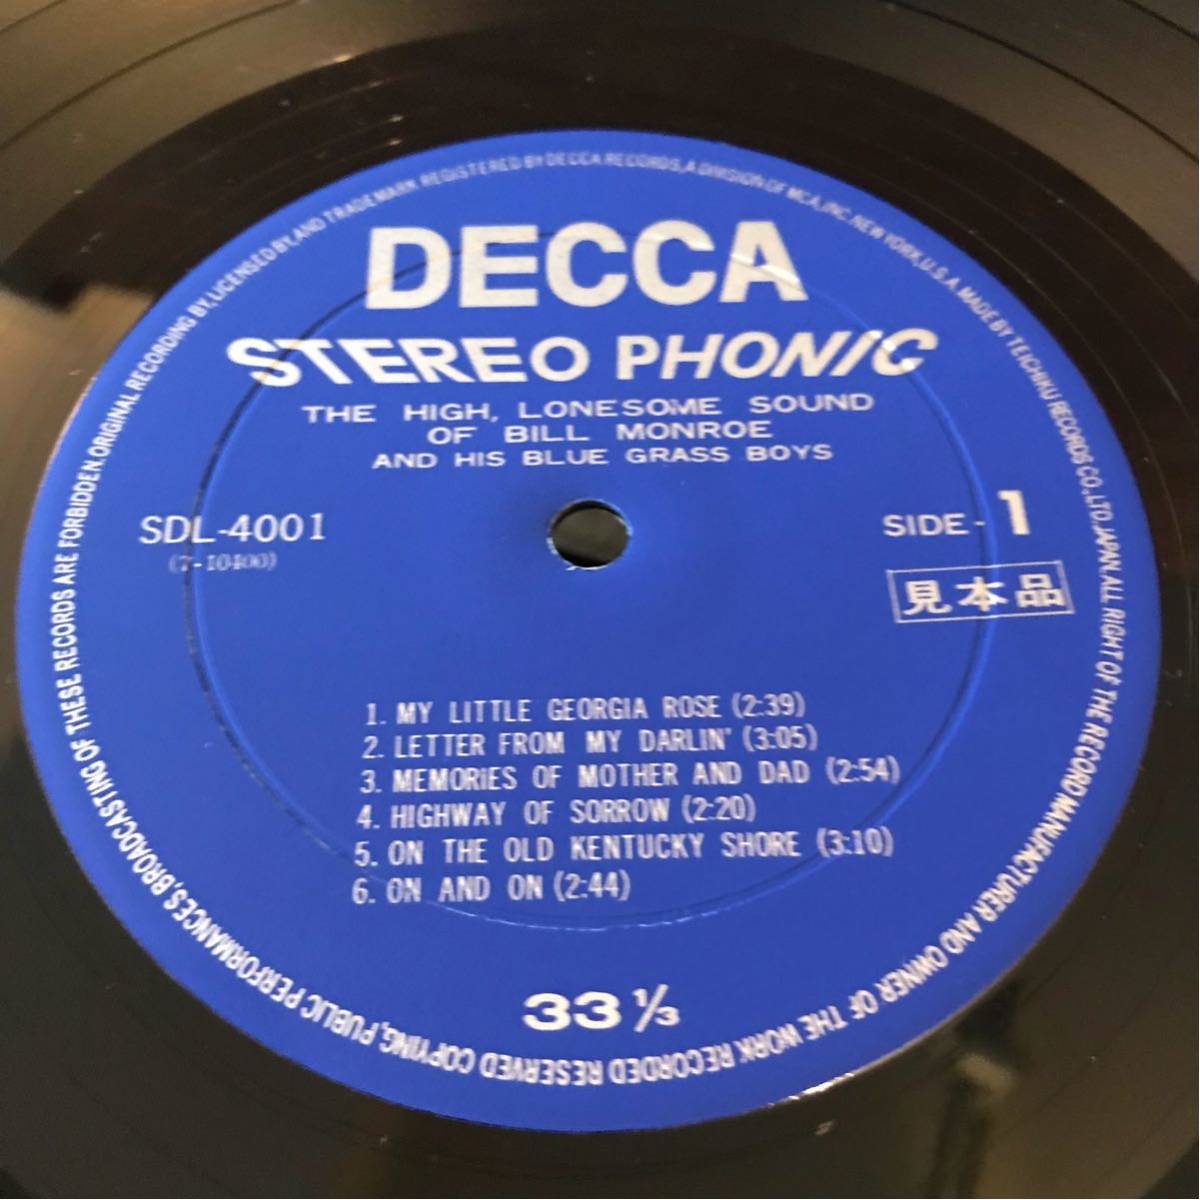 DECCA
STEREO PHONIC
THE HIGH, LONESOME SOUND
OF BILL MONROE
AND HIS BLUE GRASS BOYS
SDL-4001
(7-10400)
SIDE-1
見本品
1. MY LITTLE GEORGIA ROSE (2:39)
2. LETTER FROM MY DARLIN' (3:05)
3. MEMORIES OF MOTHER AND DAD (2:54)
4. HIGHWAY OF SORROW (2:20)
5. ON THE OLD KENTUCKY SHORE (3:10)
6. ON AND ON (2:44)
33 ⅓
ORIGINAL RECORDING BY, LICENSED BY, AND TRADEMARK REGISTERED BY DECCA RECORDS, A DIVISION OF MCA, INC. NEW YORK, U.S.A. MADE BY TEICHIKU RECORDS CO., LTD. JAPAN. ALL RIGHT OF THE RECORD MANUFACTURER AND OWNER OF THE WORK RECORDED RESERVED COPYING, PUBLIC PERFORMANCES, BROADCASTING OF THESE RECORDS ARE FORBIDDEN.